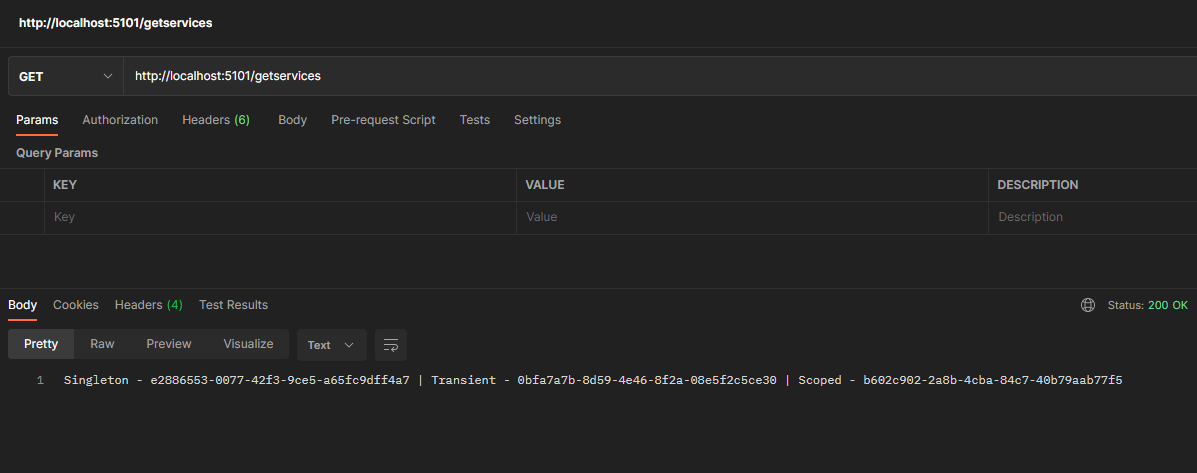 http://localhost:5101/getservices
GET http://localhost:5101/getservices
Params Authorization Headers (6) Body Pre-request Script Tests Settings
Query Params
KEY VALUE DESCRIPTION
Key Value Description
Body Cookies Headers (4) Test Results Status: 200 OK
Pretty Raw Preview Visualize Text
1 Singleton - e2886553-0077-42f3-9ce5-a65fc9dff4a7 | Transient - 0bfa7a7b-8d59-4e46-8f2a-08e5f2c5ce30 | Scoped - b602c902-2a8b-4cba-84c7-40b79aab77f5